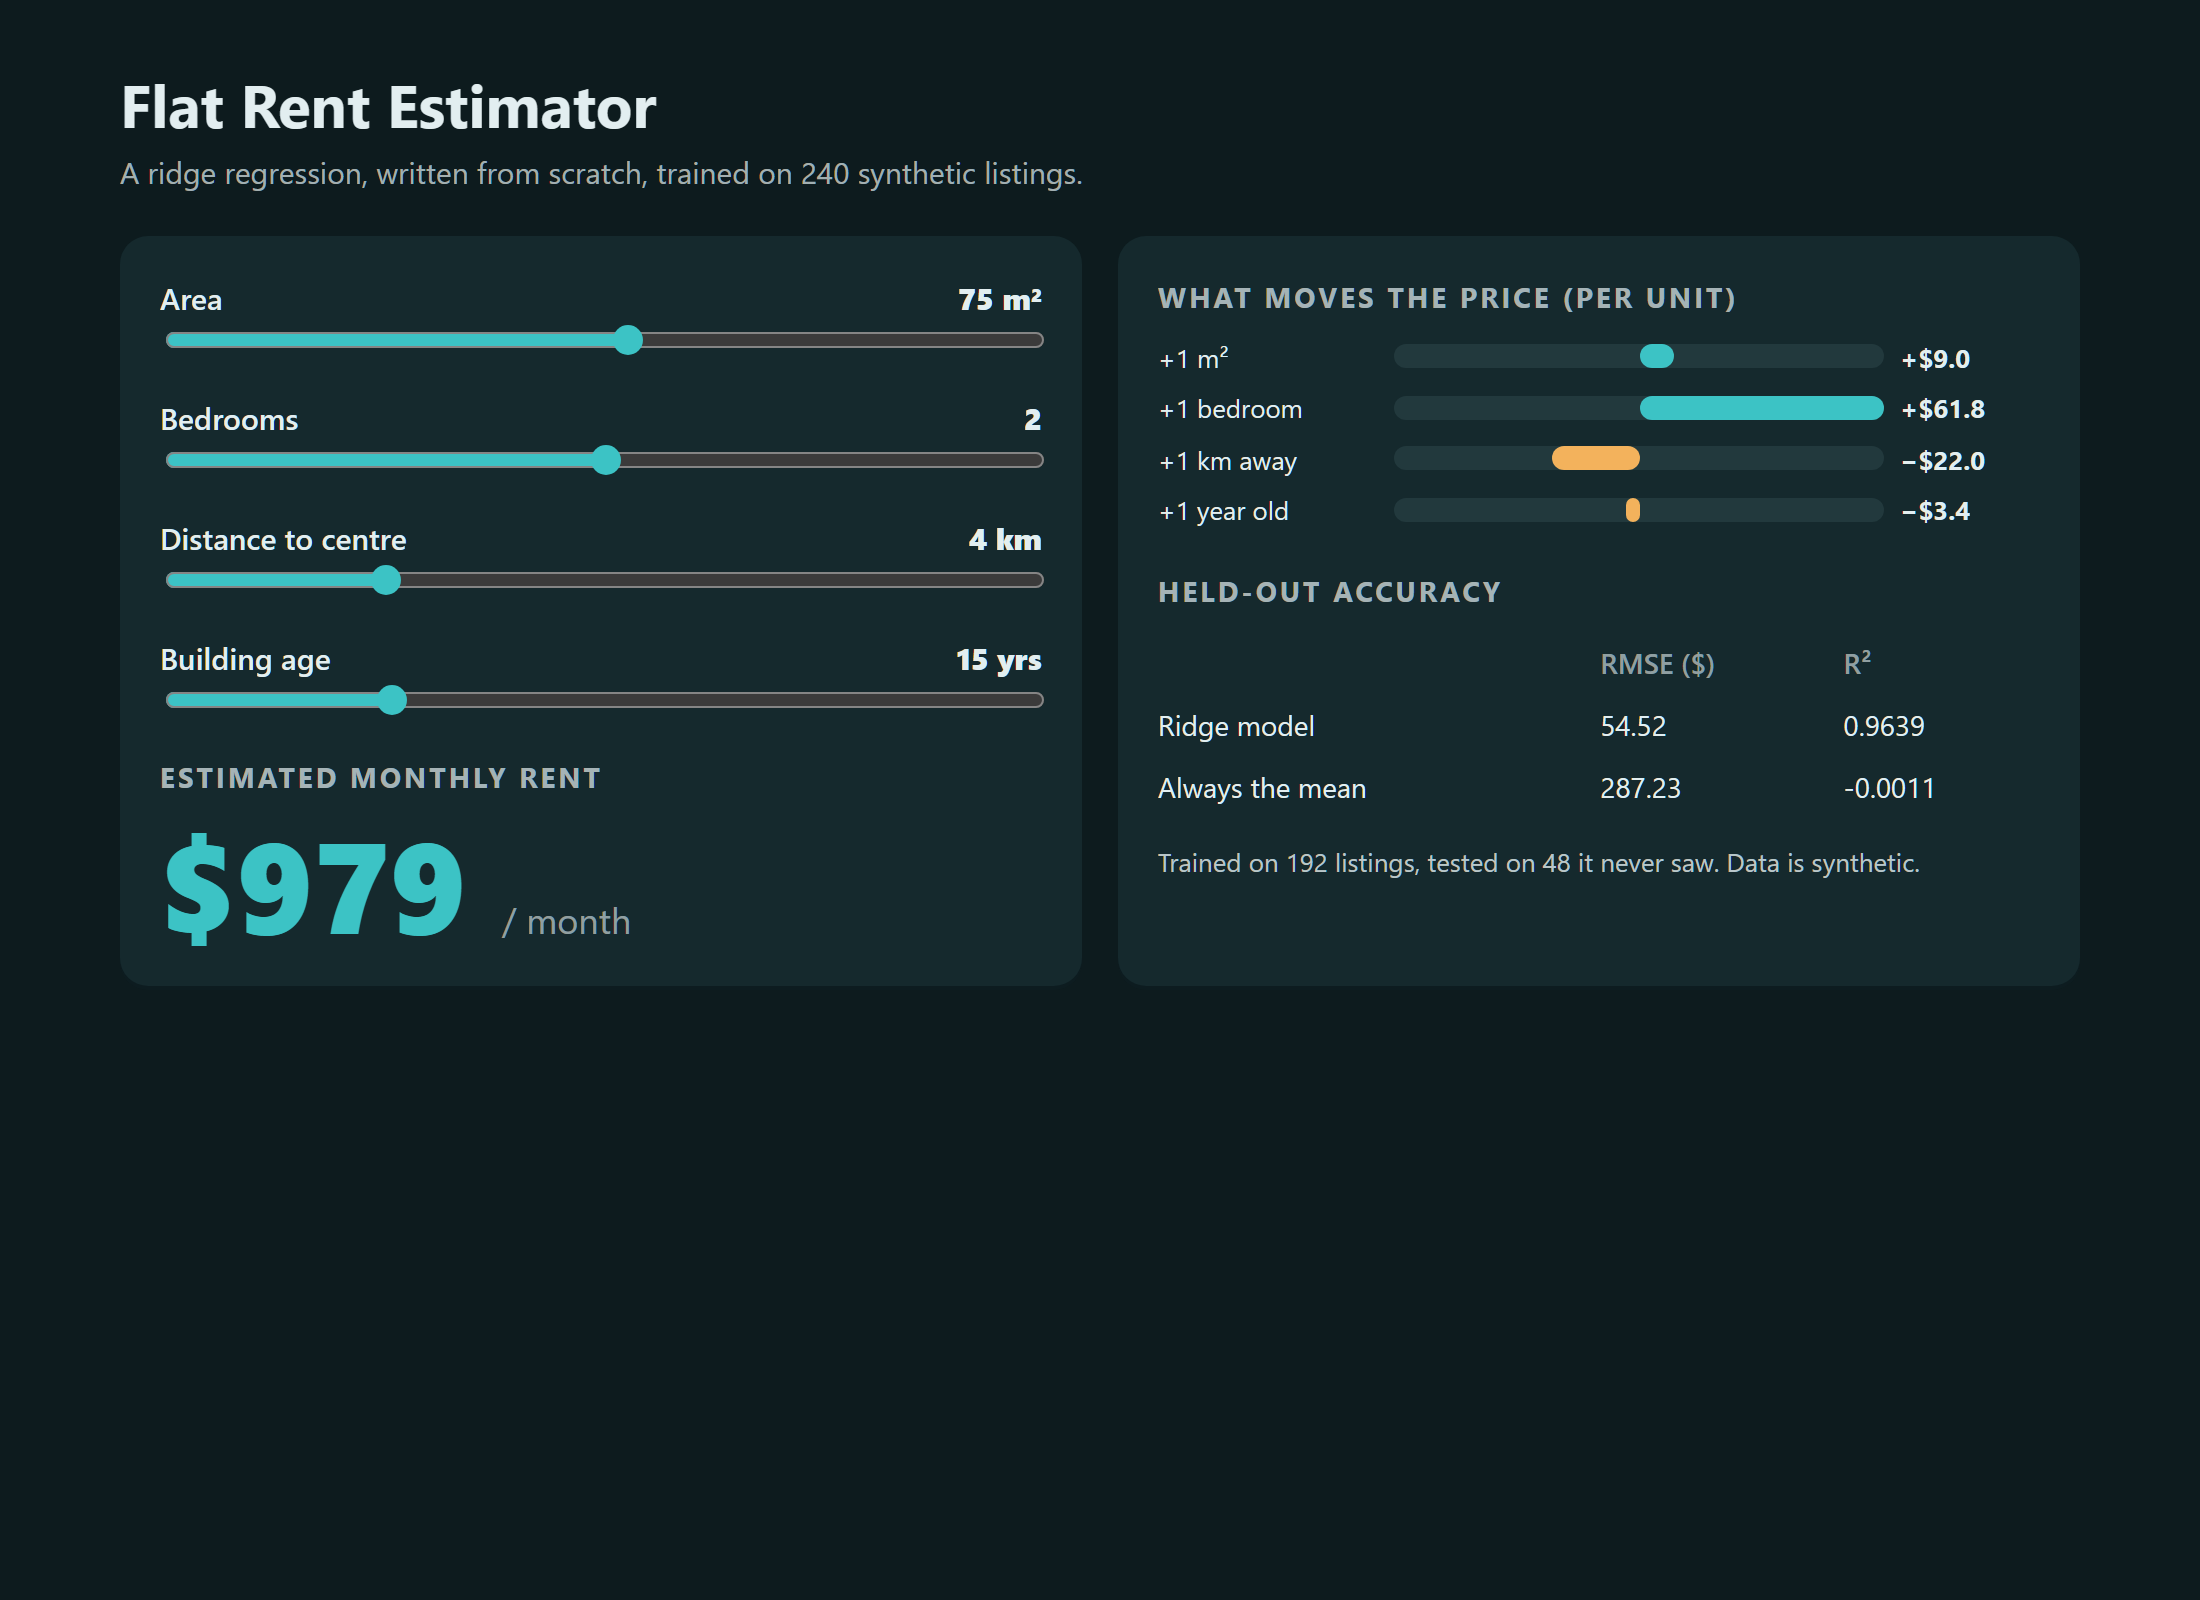 Flat Rent Estimator
A ridge regression, written from scratch, trained on 240 synthetic listings.
Area 75 m²
Bedrooms 2
Distance to centre 4 km
Building age 15 yrs
ESTIMATED MONTHLY RENT
$979 / month
WHAT MOVES THE PRICE (PER UNIT)
+1 m² +$9.0
+1 bedroom +$61.8
+1 km away −$22.0
+1 year old −$3.4
HELD-OUT ACCURACY
RMSE ($) R²
Ridge model 54.52 0.9639
Always the mean 287.23 -0.0011
Trained on 192 listings, tested on 48 it never saw. Data is synthetic.